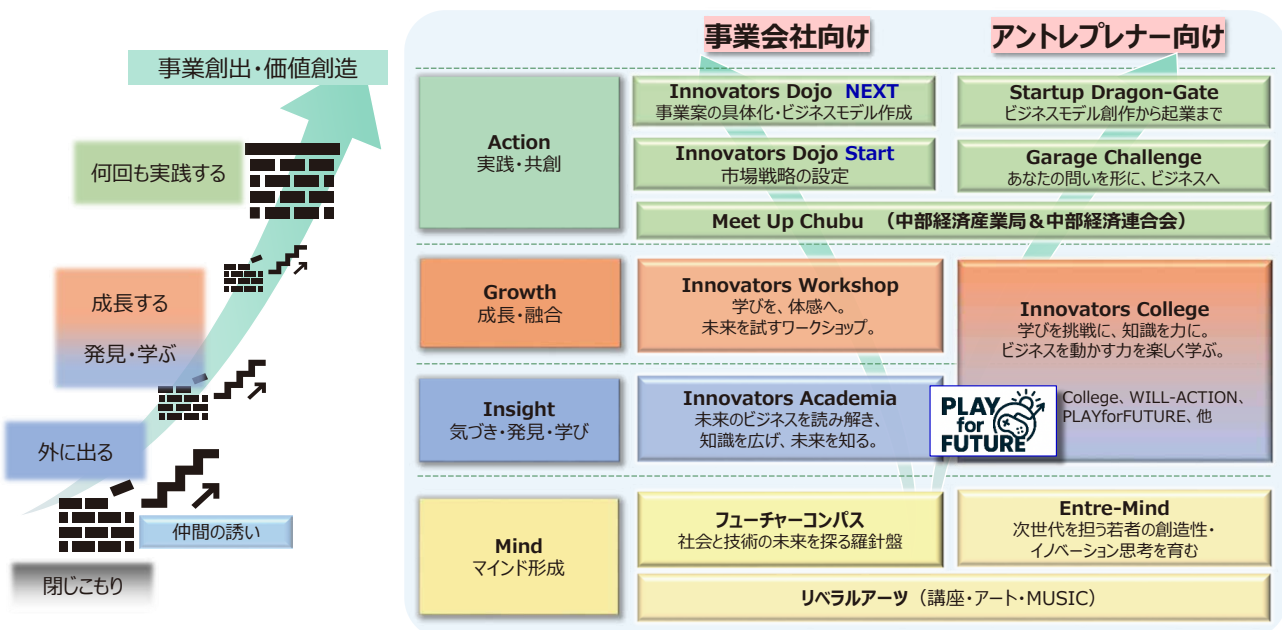 事業創出・価値創造
何回も実践する
成長する
発見・学ぶ
外に出る
仲間の誘い
閉じこもり
事業会社向け
アントレプレナー向け
Action
実践・共創
Innovators Dojo NEXT
事業案の具体化・ビジネスモデル作成
Startup Dragon-Gate
ビジネスモデル創作から起業まで
Innovators Dojo Start
市場戦略の設定
Garage Challenge
あなたの問いを形に、ビジネスへ
Meet Up Chubu （中部経済産業局＆中部経済連合会）
Growth
成長・融合
Innovators Workshop
学びを、体感へ。
未来を試すワークショップ。
Innovators College
学びを挑戦に、知識を力に。
ビジネスを動かす力を楽しく学ぶ。
College、WILL-ACTION、
PLAYforFUTURE、他
Insight
気づき・発見・学び
Innovators Academia
未来のビジネスを読み解き、
知識を広げ、未来を知る。
PLAY
for
FUTURE
Mind
マインド形成
フューチャーコンパス
社会と技術の未来を探る羅針盤
Entre-Mind
次世代を担う若者の創造性・
イノベーション思考を育む
リベラルアーツ（講座・アート・MUSIC）